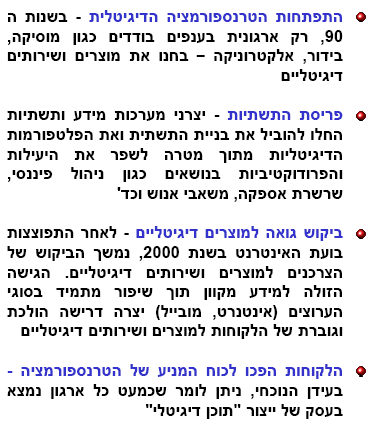 התפתחות הטרנספורמציה הדיגיטלית - בשנות ה
90, רק ארגונית בענפים בודדים כגון מוסיקה,
בידור, אלקטרוניקה – בחנו את מוצרים ושירותים
דיגיטליים
פריסת התשתיות - יצרני מערכות מידע ותשתיות
החלו להוביל את בניית התשתית ואת הפלטפורמות
הדיגיטליות מתוך מטרה לשפר את היעילות
והפרודוקטיביות בנושאים כגון ניהול פיננסי,
שרשרת אספקה, משאבי אנוש וכד'
ביקוש גואה למוצרים דיגיטליים - לאחר התפוצצות
בועת האינטרנט בשנת 2000, נמשך הביקוש של
הצרכנים למוצרים ושירותים דיגיטליים. הגישה
הזולה למידע מקוון תוך שיפור מתמיד בסוגי
הערוצים (אינטרנט, מובייל) יצרה דרישה הולכת
וגוברת של הלקוחות למוצרים ושירותים דיגיטליים
הלקוחות הפכו לכוח המניע של הטרנספורמציה -
בעידן הנוכחי, ניתן לומר שכמעט כל ארגון נמצא
בעסק של ייצור "תוכן דיגיטלי"